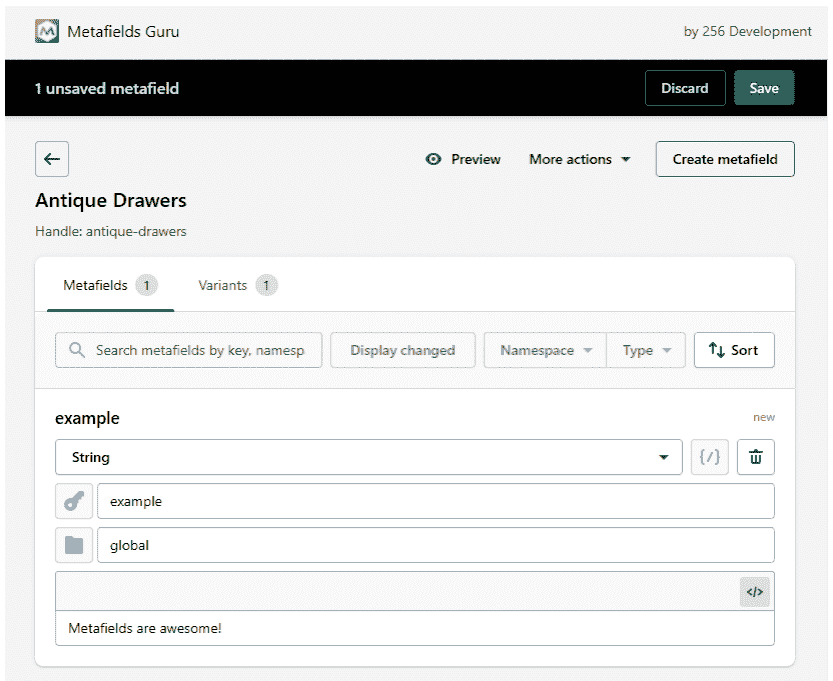 Metafields Guru
by 256 Development
1 unsaved metafield
Discard
Save
Preview
More actions
Create metafield
Antique Drawers
Handle: antique-drawers
Metafields 1
Variants 1
Search metafields by key, namesp
Display changed
Namespace
Type
Sort
example
new
String
{/}
example
global
</>
Metafields are awesome!